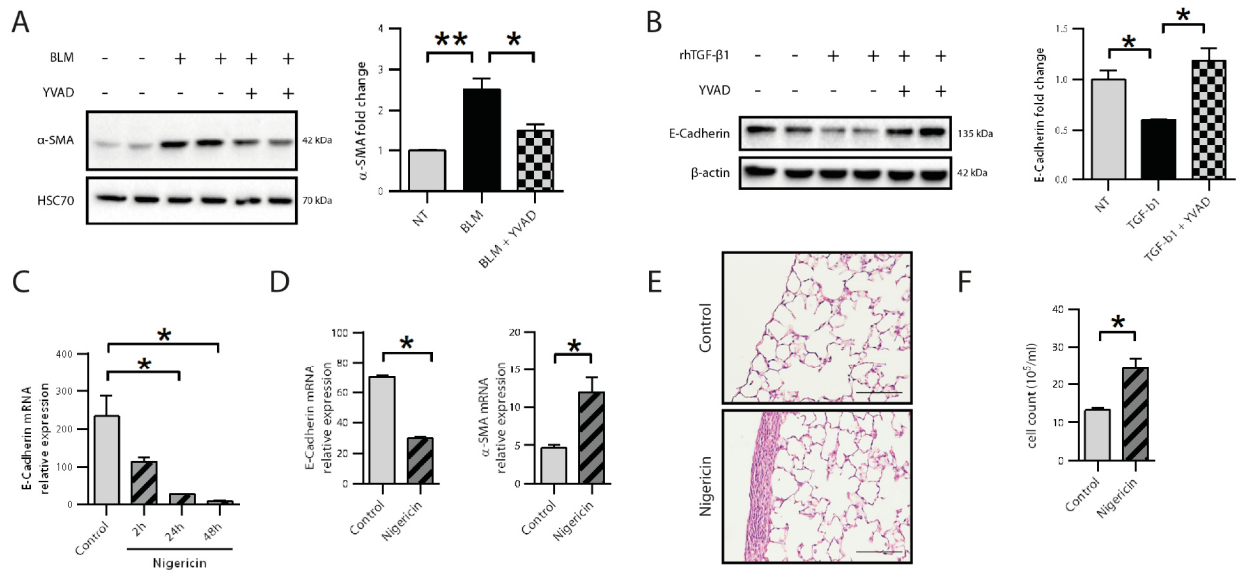 A
BLM - - + + + +
YVAD - - - - + +
α-SMA 42 kDa
HSC70 70 kDa
α-SMA fold change
4
3
2
1
0
** *
NT
BLM
BLM + YVAD
B
rhTGF-β1 - - + + + +
YVAD - - - - + +
E-Cadherin 135 kDa
β-actin 42 kDa
E-Cadherin fold change
1.5
1.0
0.5
0.0
* *
NT
TGF-b1
TGF-b1 + YVAD
C
E-Cadherin mRNA
relative expression
400
300
200
100
0
*
*
Control
2h
24h
48h
Nigericin
D
E-Cadherin mRNA
relative expression
100
80
60
40
20
0
*
Control
Nigericin
α-SMA mRNA
relative expression
20
15
10
5
0
*
Control
Nigericin
E
Control
Nigericin
F
cell count (10⁵/ml)
40
30
20
10
0
*
Control
Nigericin